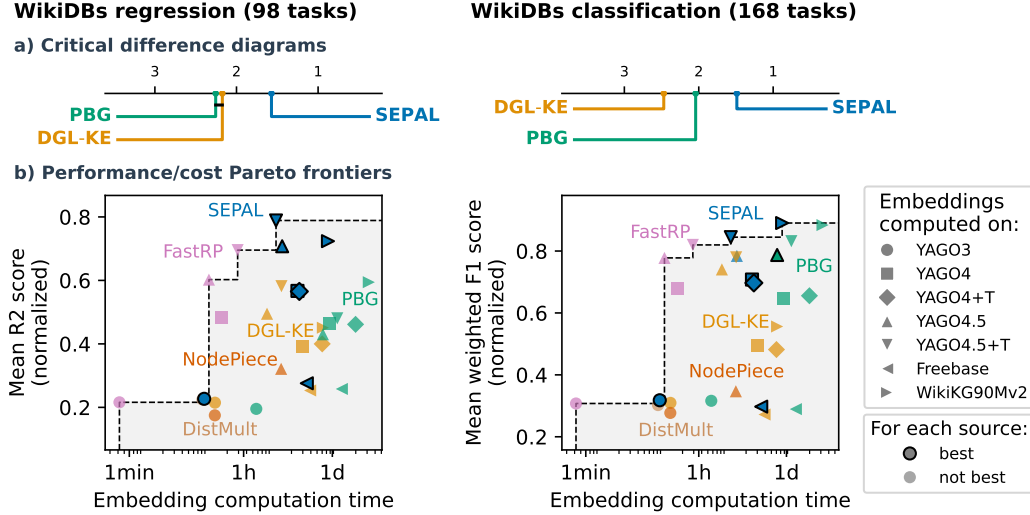 WikiDBs regression (98 tasks)
WikiDBs classification (168 tasks)
a) Critical difference diagrams
3 2 1
3 2 1
PBG
SEPAL
DGL-KE
DGL-KE
SEPAL
PBG
b) Performance/cost Pareto frontiers
Mean R2 score
(normalized)
0.8
0.6
0.4
0.2
SEPAL
FastRP
PBG
DGL-KE
NodePiece
DistMult
1min 1h 1d
Embedding computation time
Mean weighted F1 score
(normalized)
0.8
0.6
0.4
0.2
SEPAL
FastRP
PBG
DGL-KE
NodePiece
DistMult
1min 1h 1d
Embedding computation time
Embeddings
computed on:
YAGO3
YAGO4
YAGO4+T
YAGO4.5
YAGO4.5+T
Freebase
WikiKG90Mv2
For each source:
best
not best